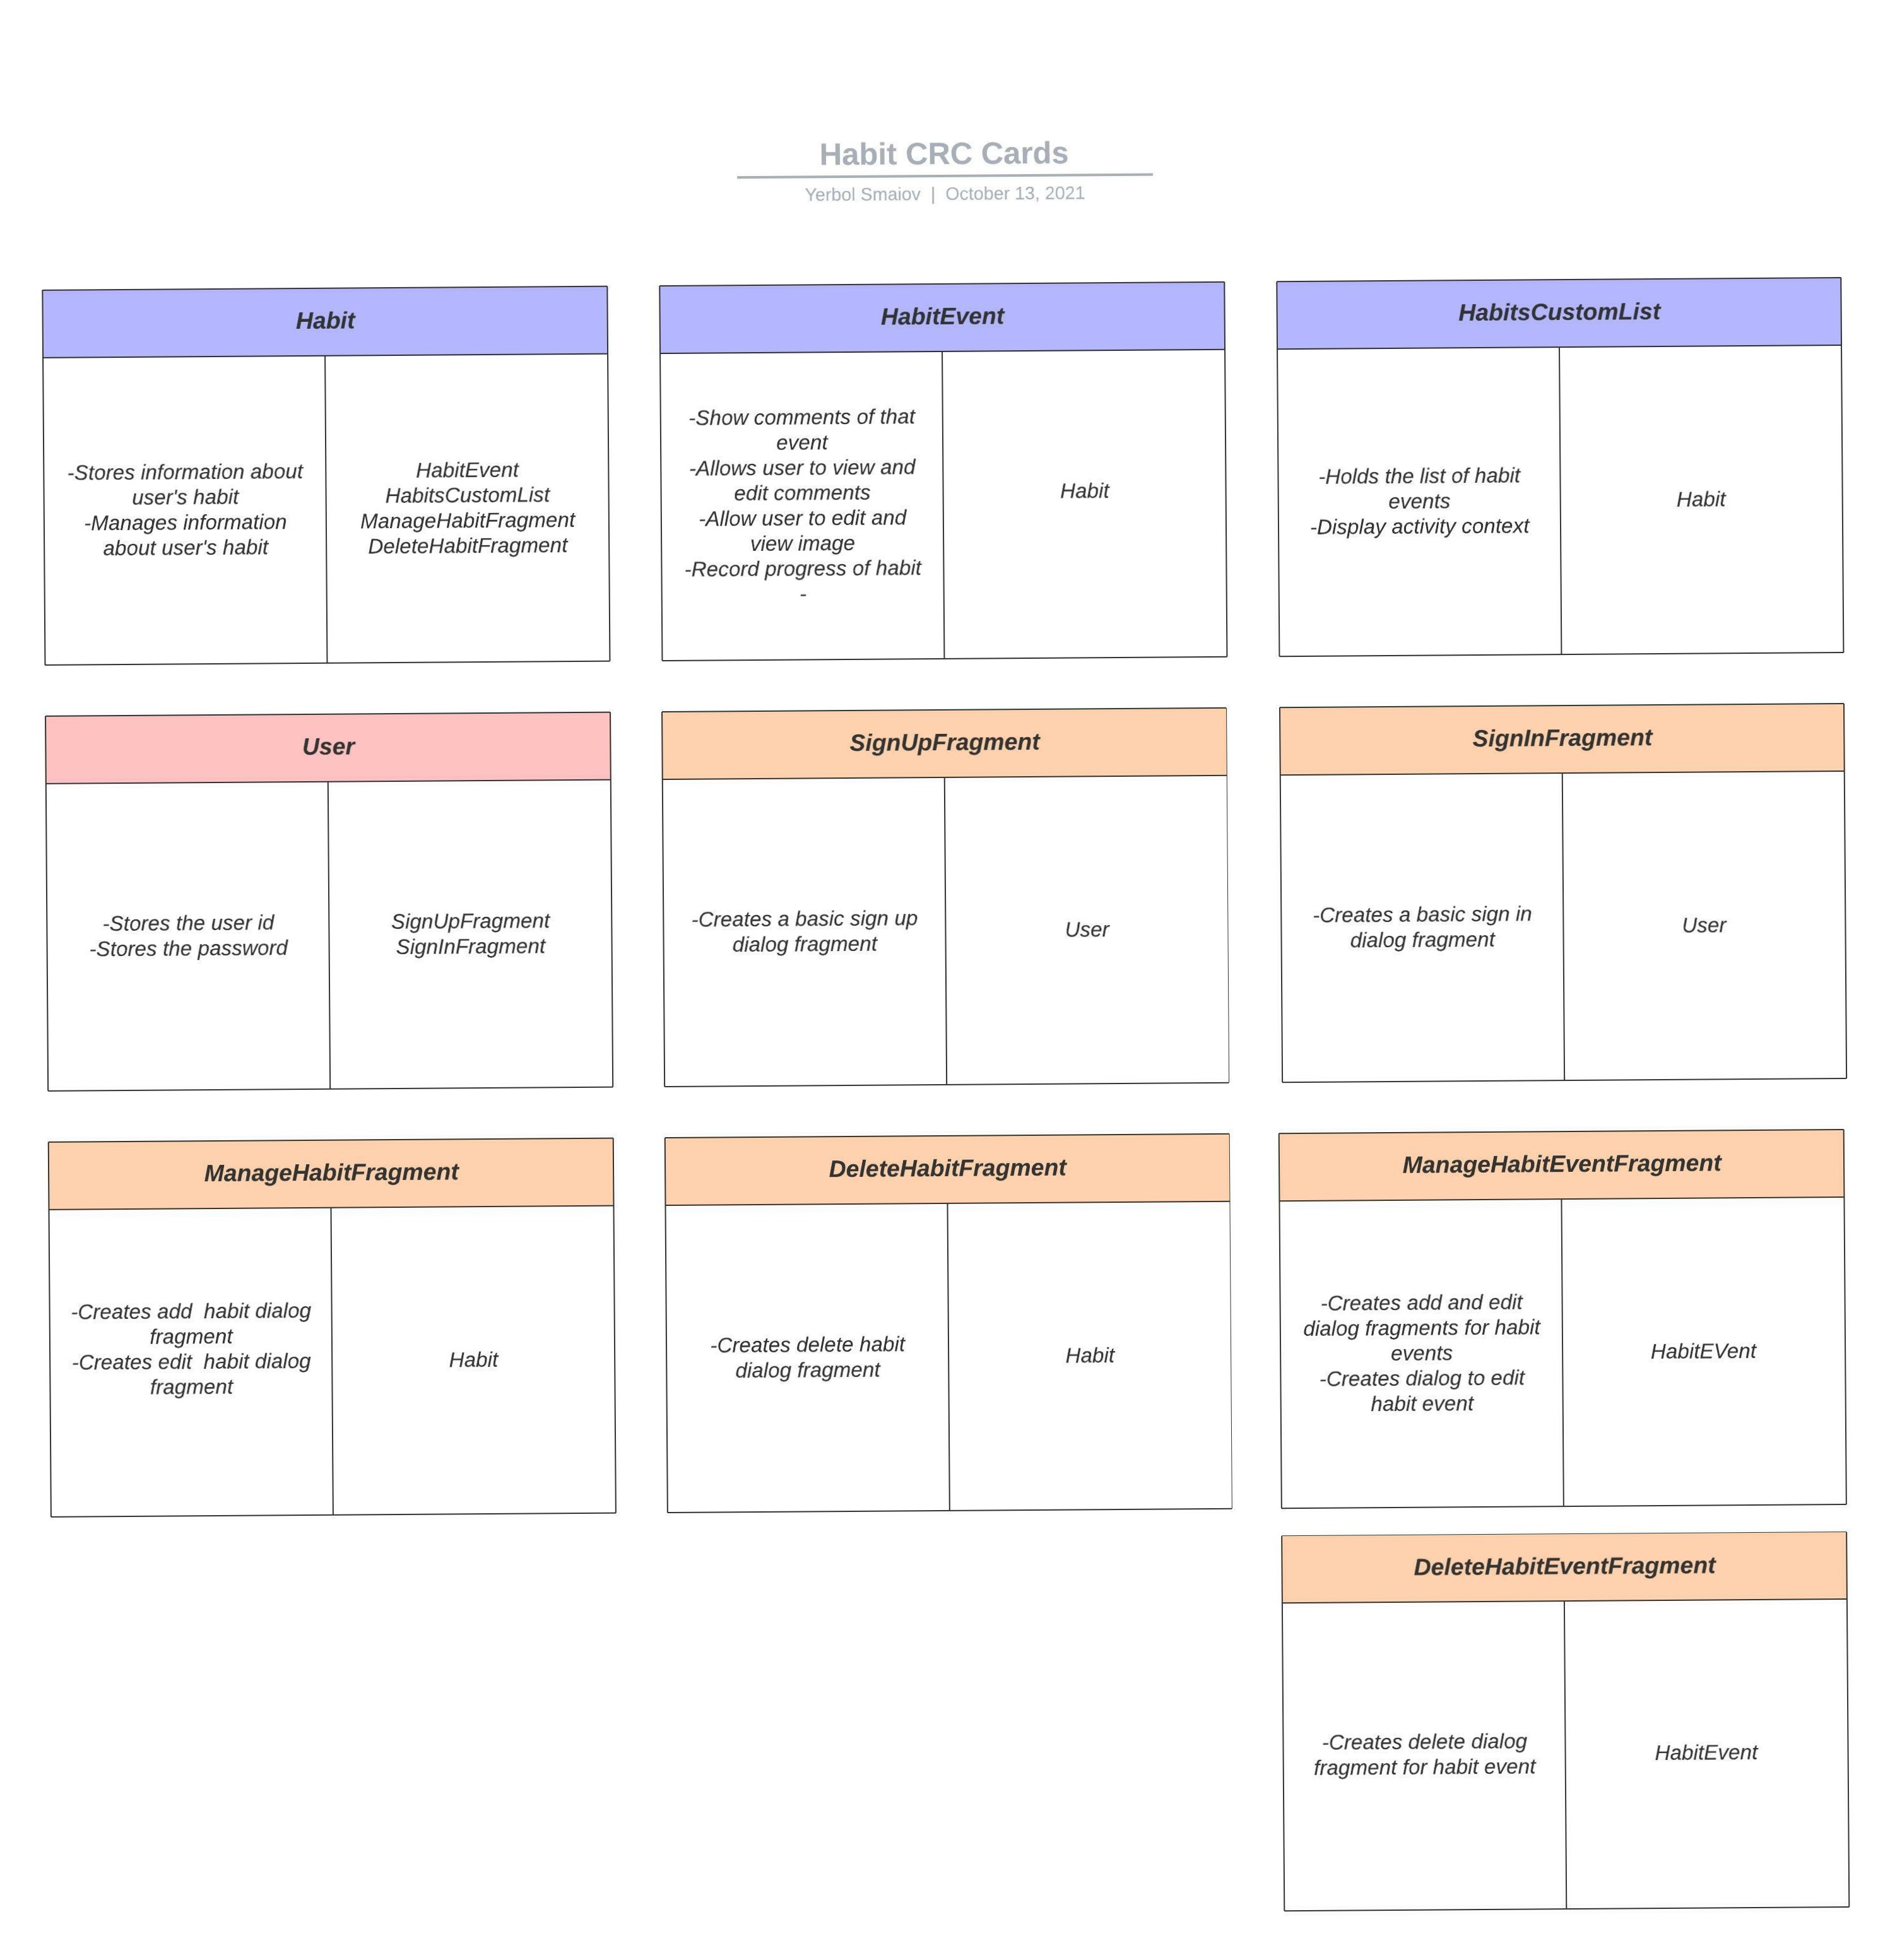 Habit CRC Cards
Yerbol Smaiov | October 13, 2021
Habit
-Stores information about
user's habit
-Manages information
about user's habit
HabitEvent
HabitsCustomList
ManageHabitFragment
DeleteHabitFragment
HabitEvent
-Show comments of that
event
-Allows user to view and
edit comments
-Allow user to edit and
view image
-Record progress of habit
-
Habit
HabitsCustomList
-Holds the list of habit
events
-Display activity context
Habit
User
-Stores the user id
-Stores the password
SignUpFragment
SignInFragment
SignUpFragment
-Creates a basic sign up
dialog fragment
User
SignInFragment
-Creates a basic sign in
dialog fragment
User
ManageHabitFragment
-Creates add  habit dialog
fragment
-Creates edit  habit dialog
fragment
Habit
DeleteHabitFragment
-Creates delete habit
dialog fragment
Habit
ManageHabitEventFragment
-Creates add and edit
dialog fragments for habit
events
-Creates dialog to edit
habit event
HabitEVent
DeleteHabitEventFragment
-Creates delete dialog
fragment for habit event
HabitEvent